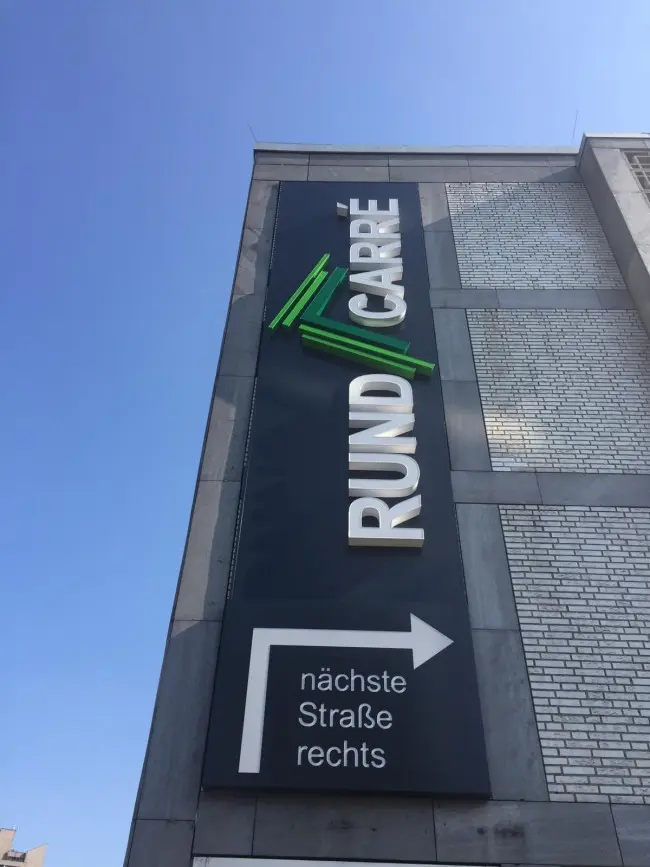 RUND CARRÉ
nächste
Straße
rechts